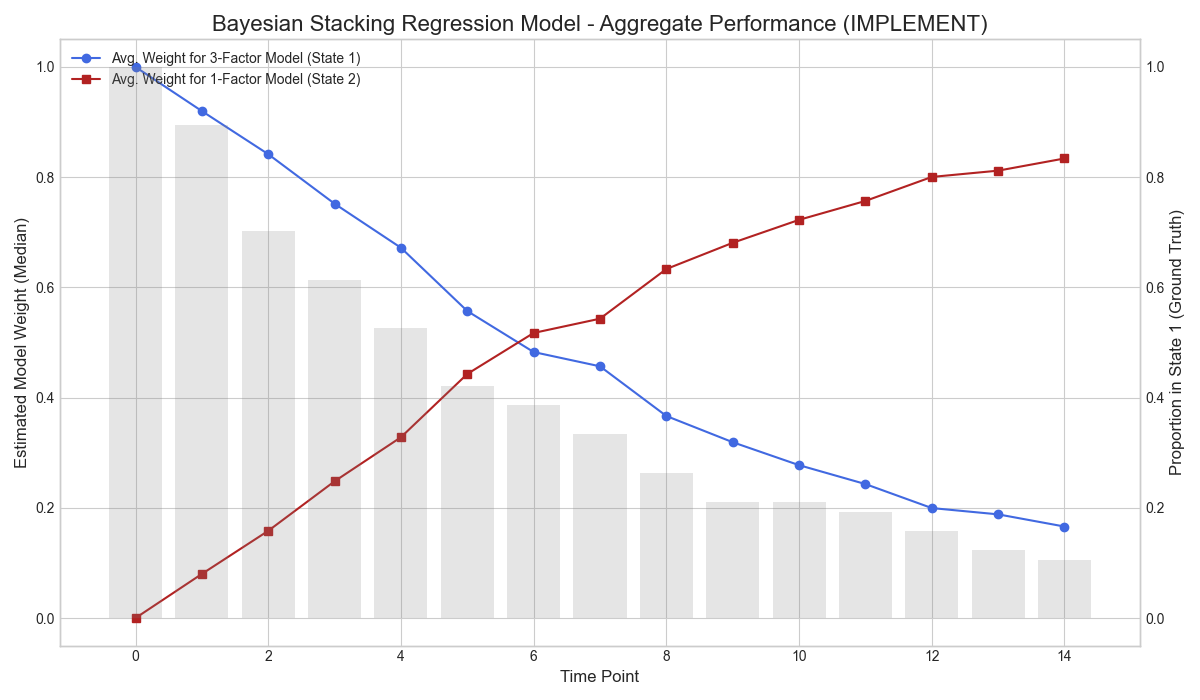 Bayesian Stacking Regression Model - Aggregate Performance (IMPLEMENT)
Avg. Weight for 3-Factor Model (State 1)
Avg. Weight for 1-Factor Model (State 2)
Estimated Model Weight (Median)
1.0
0.8
0.6
0.4
0.2
0.0
1.0
0.8
0.6
0.4
0.2
0.0
Proportion in State 1 (Ground Truth)
0 2 4 6 8 10 12 14
Time Point